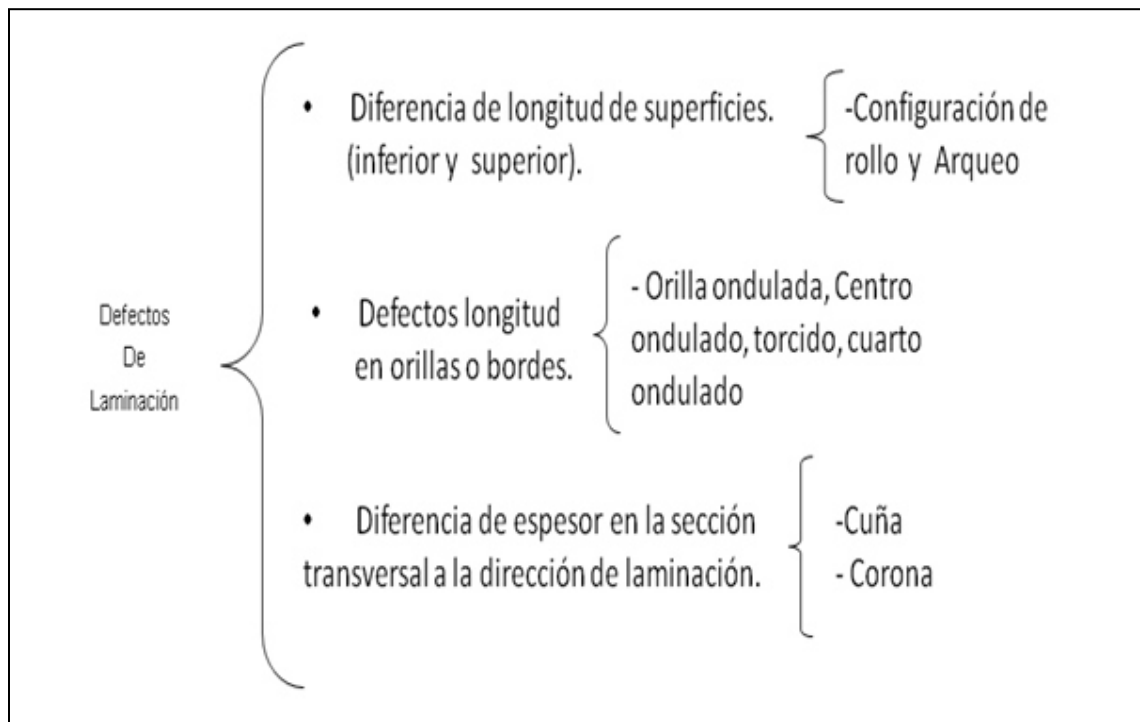 Defectos
De
Laminación
• Diferencia de longitud de superficies.
(inferior y superior).
-Configuración de
rollo y Arqueo
• Defectos longitud
en orillas o bordes.
- Orilla ondulada, Centro
ondulado, torcido, cuarto
ondulado
• Diferencia de espesor en la sección
transversal a la dirección de laminación.
-Cuña
- Corona